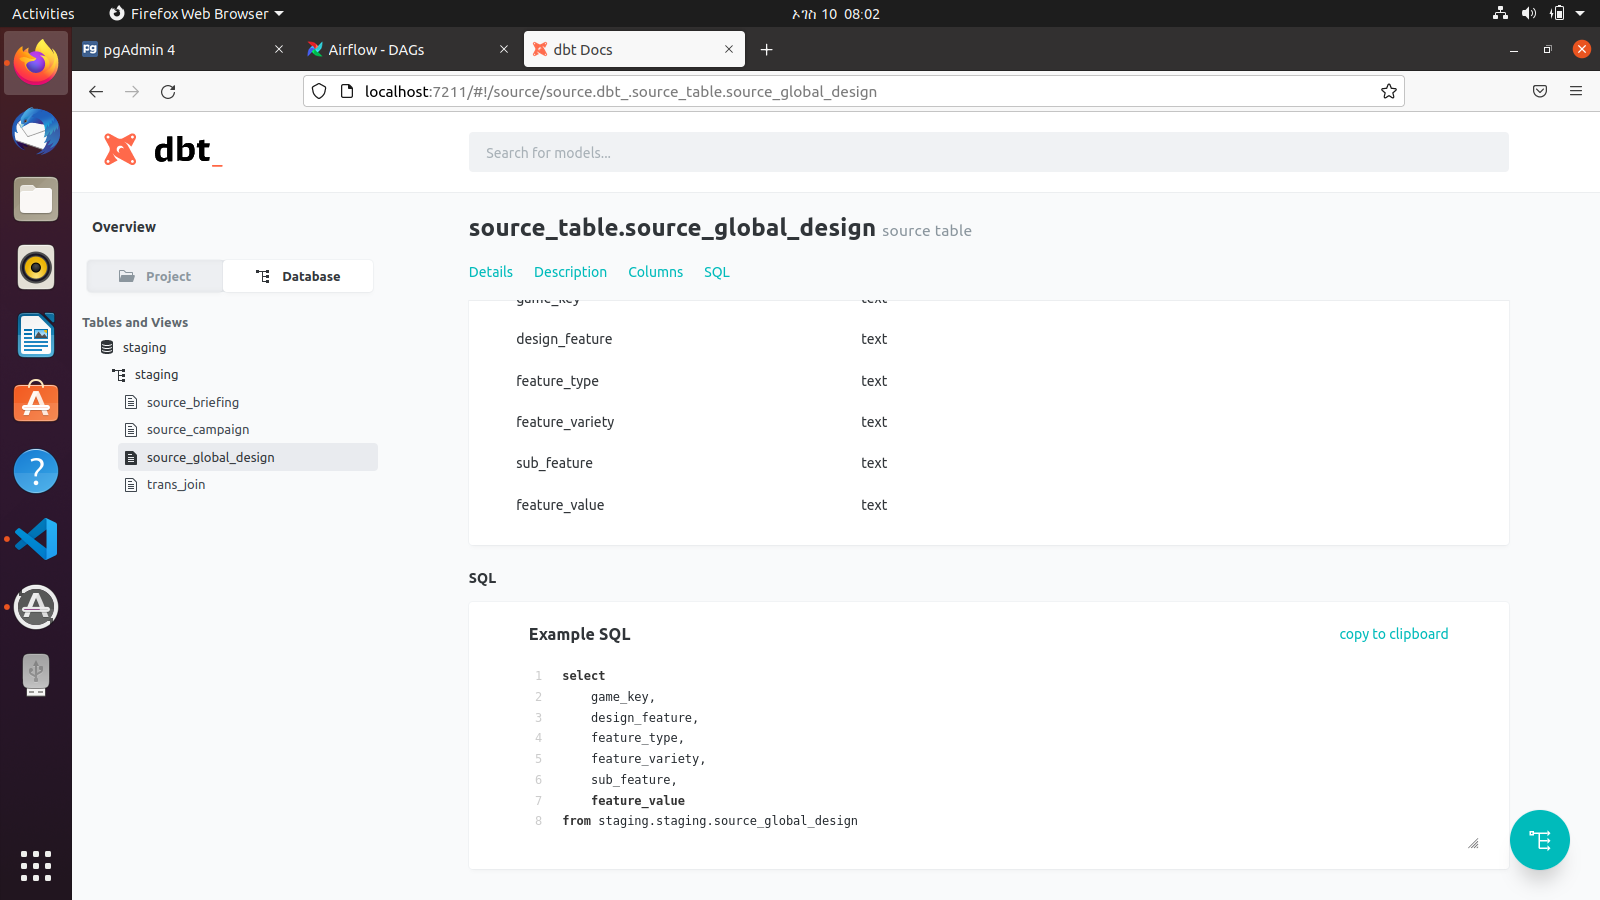 Activities Firefox Web Browser ኦገስ 10 08:02
pgAdmin 4 Airflow - DAGs dbt Docs
localhost:7211/#!/source/source.dbt_.source_table.source_global_design
dbt_ Search for models...
Overview
Project Database
Tables and Views
staging
staging
source_briefing
source_campaign
source_global_design
trans_join
source_table.source_global_design source table
Details Description Columns SQL
game_key text
design_feature text
feature_type text
feature_variety text
sub_feature text
feature_value text
SQL
Example SQL copy to clipboard
1 select
2 game_key,
3 design_feature,
4 feature_type,
5 feature_variety,
6 sub_feature,
7 feature_value
8 from staging.staging.source_global_design